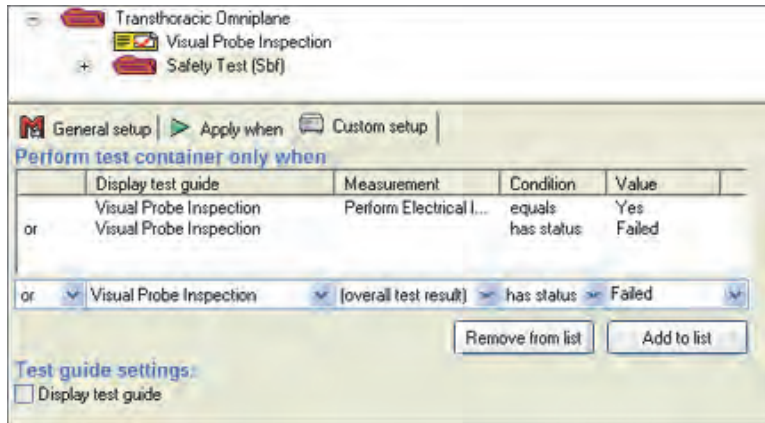 Transthoracic Omniplane
Visual Probe Inspection
Safety Test (Sbf)
General setup Apply when Custom setup
Perform test container only when
Display test guide Measurement Condition Value
Visual Probe Inspection Perform Electrical I... equals Yes
or Visual Probe Inspection has status Failed
or Visual Probe Inspection (overall test result) has status Failed
Remove from list Add to list
Test guide settings:
Display test guide